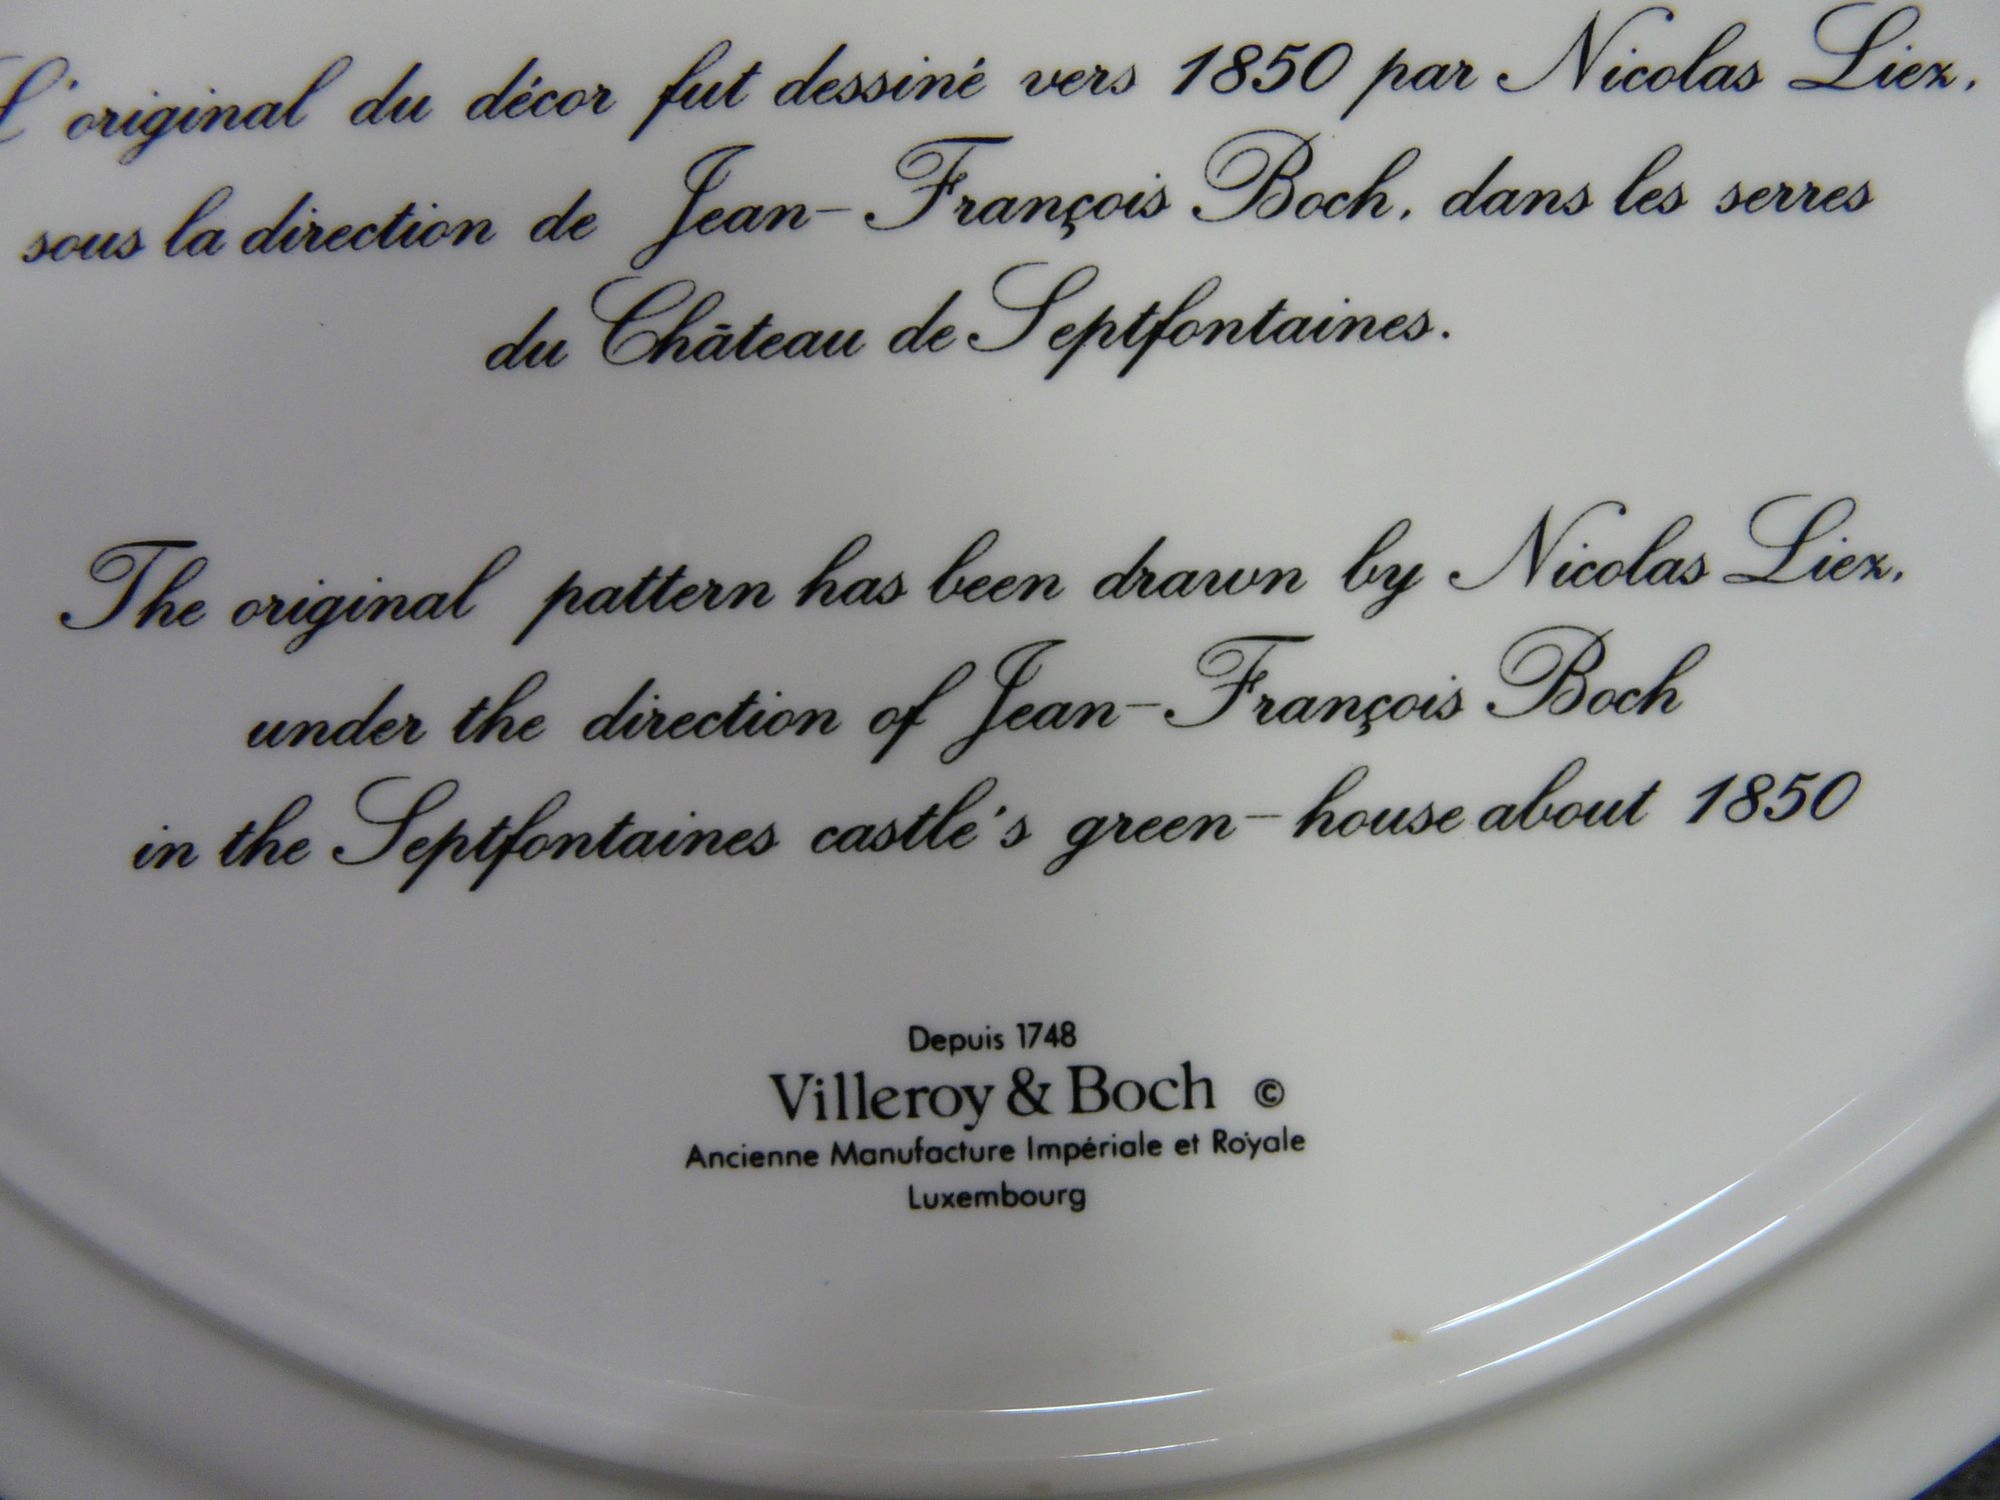 L'original du décor fut dessiné vers 1850 par Nicolas Liez,
sous la direction de Jean-François Boch, dans les serres
du Château de Septfontaines.
The original pattern has been drawn by Nicolas Liez,
under the direction of Jean-François Boch
in the Septfontaines castle's green-house about 1850
Depuis 1748
Villeroy & Boch ©
Ancienne Manufacture Impériale et Royale
Luxembourg